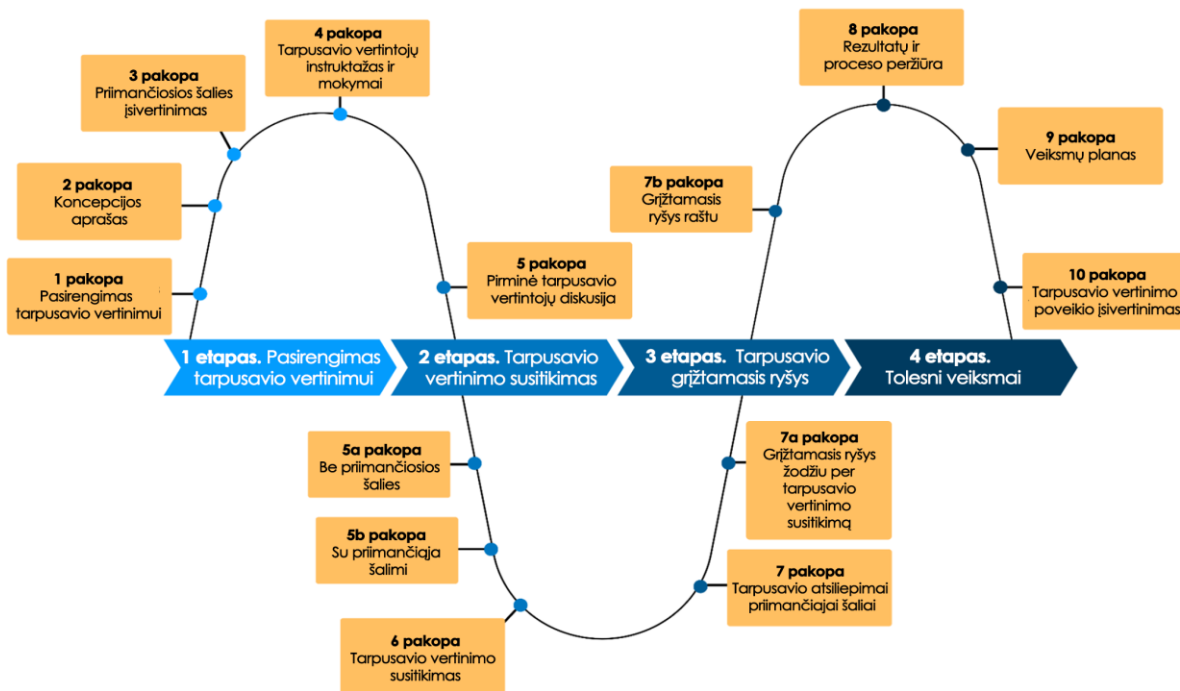 1 pakopa
Pasirengimas
tarpusavio vertinimui
2 pakopa
Koncepcijos
aprašas
3 pakopa
Priimančiosios šalies
įsivertinimas
4 pakopa
Tarpusavio vertintojų
instruktažas ir
mokymai
5 pakopa
Pirminė tarpusavio
vertintojų diskusija
7b pakopa
Grįžtamasis
ryšys raštu
8 pakopa
Rezultatų ir
proceso peržiūra
9 pakopa
Veiksmų planas
10 pakopa
Tarpusavio vertinimo
poveikio įsivertinimas
1 etapas. Pasirengimas
tarpusavio vertinimui
2 etapas. Tarpusavio
vertinimo susitikimas
3 etapas. Tarpusavio
grįžtamasis ryšys
4 etapas.
Tolesni veiksmai
5a pakopa
Be priimančiosios
šalies
5b pakopa
Su priimančiąja
šalimi
6 pakopa
Tarpusavio vertinimo
susitikimas
7a pakopa
Grįžtamasis ryšys
žodžiu per
tarpusavio
vertinimo
susitikimą
7 pakopa
Tarpusavio atsiliepimai
priimančiajai šaliai